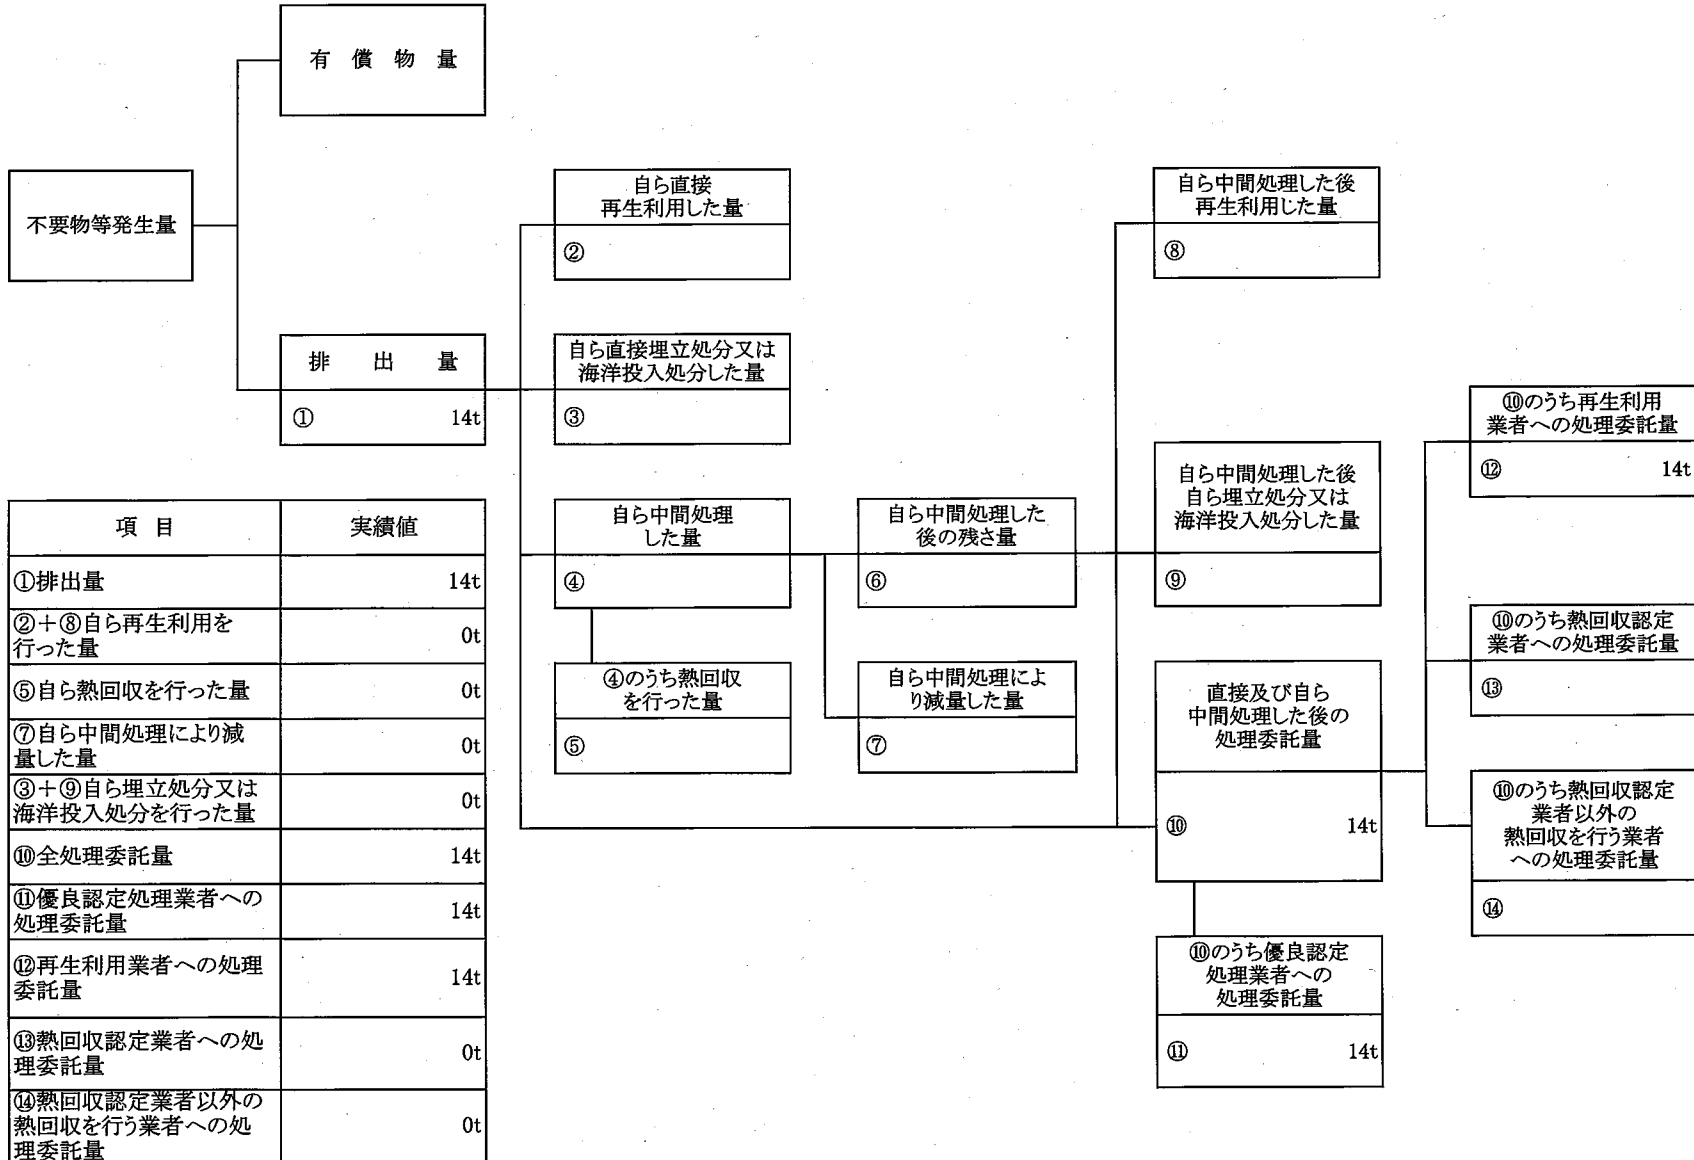 有償物量
不要物等発生量
排出量
① 14t
自ら直接
再生利用した量
②
自ら直接埋立処分又は
海洋投入処分した量
③
自ら中間処理
した量
④
④のうち熱回収
を行った量
⑤
自ら中間処理した
後の残さ量
⑥
自ら中間処理によ
り減量した量
⑦
自ら中間処理した後
再生利用じた量
⑧
自ら中間処理した後
自ら埋立処分又は
海洋投入処分した量
⑨
直接及び自ら
中間処理した後の
処理委託量
⑩ 14t
⑩のうち優良認定
処理業者への
処理委託量
⑪ 14t
⑩のうち再生利用
業者への処理委託量
⑫ 14t
⑩のうち熱回収認定
業者への処理委託量
⑬
⑩のうち熱回収認定
業者以外の
熱回収を行う業者
への処理委託量
⑭
項目 実績値
①排出量 14t
②+⑧自ら再生利用を
行った量 0t
⑤自ら熱回収を行った量 0t
⑦自ら中間処理により減
量した量 0t
③+⑨自ら埋立処分又は
海洋投入処分を行った量 0t
⑩全処理委託量 14t
⑪優良認定処理業者への
処理委託量 14t
⑫再生利用業者への処理
委託量 14t
⑬熱回収認定業者への処
理委託量 0t
⑭熱回収認定業者以外の
熱回収を行う業者への処
理委託量 0t